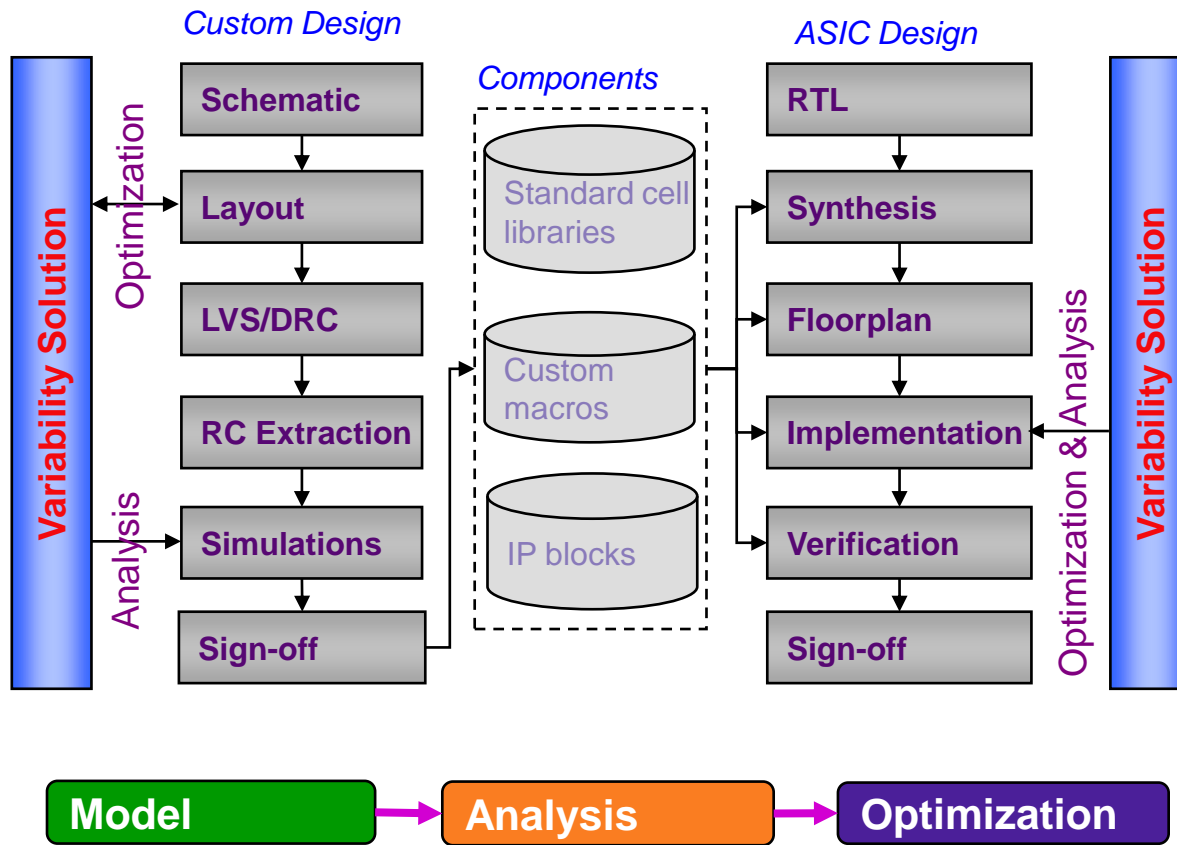 Custom Design
ASIC Design
Components
Variability Solution
Optimization
Analysis
Schematic
Layout
LVS/DRC
RC Extraction
Simulations
Sign-off
Standard cell
libraries
Custom
macros
IP blocks
RTL
Synthesis
Floorplan
Implementation
Verification
Sign-off
Optimization & Analysis
Variability Solution
Model
Analysis
Optimization